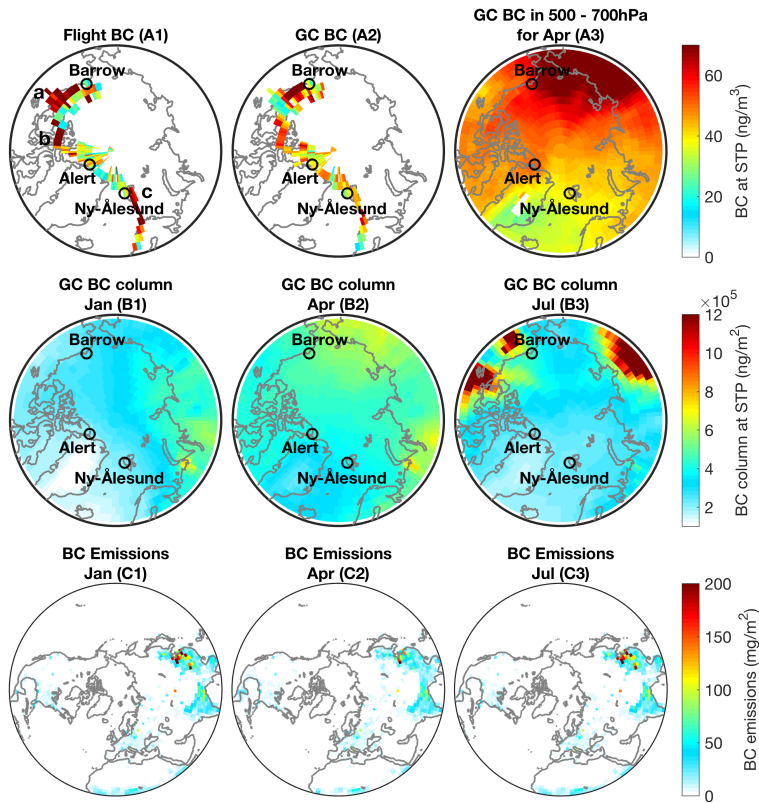 Flight BC (A1)
GC BC (A2)
GC BC in 500 - 700hPa
for Apr (A3)
Barrow
a
b
Alert
c
Ny-Ålesund
Barrow
Alert
Ny-Ålesund
Barrow
Alert
Ny-Ålesund
60
40
20
0
BC at STP (ng/m³)
GC BC column
Jan (B1)
GC BC column
Apr (B2)
GC BC column
Jul (B3)
Barrow
Alert
Ny-Ålesund
Barrow
Alert
Ny-Ålesund
Barrow
Alert
Ny-Ålesund
×10⁵
12
10
8
6
4
2
BC column at STP (ng/m²)
BC Emissions
Jan (C1)
BC Emissions
Apr (C2)
BC Emissions
Jul (C3)
200
150
100
50
0
BC emissions (mg/m²)